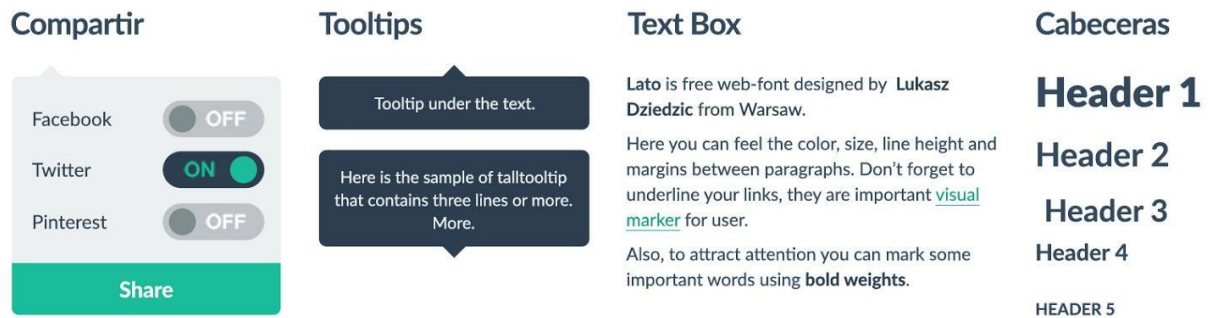 Compartir
Facebook OFF
Twitter ON
Pinterest OFF
Share
Tooltips
Tooltip under the text.
Here is the sample of talltooltip
that contains three lines or more.
More.
Text Box
Lato is free web-font designed by Lukasz
Dziedzic from Warsaw.
Here you can feel the color, size, line height and
margins between paragraphs. Don’t forget to
underline your links, they are important visual
marker for user.
Also, to attract attention you can mark some
important words using bold weights.
Cabeceras
Header 1
Header 2
Header 3
Header 4
HEADER 5